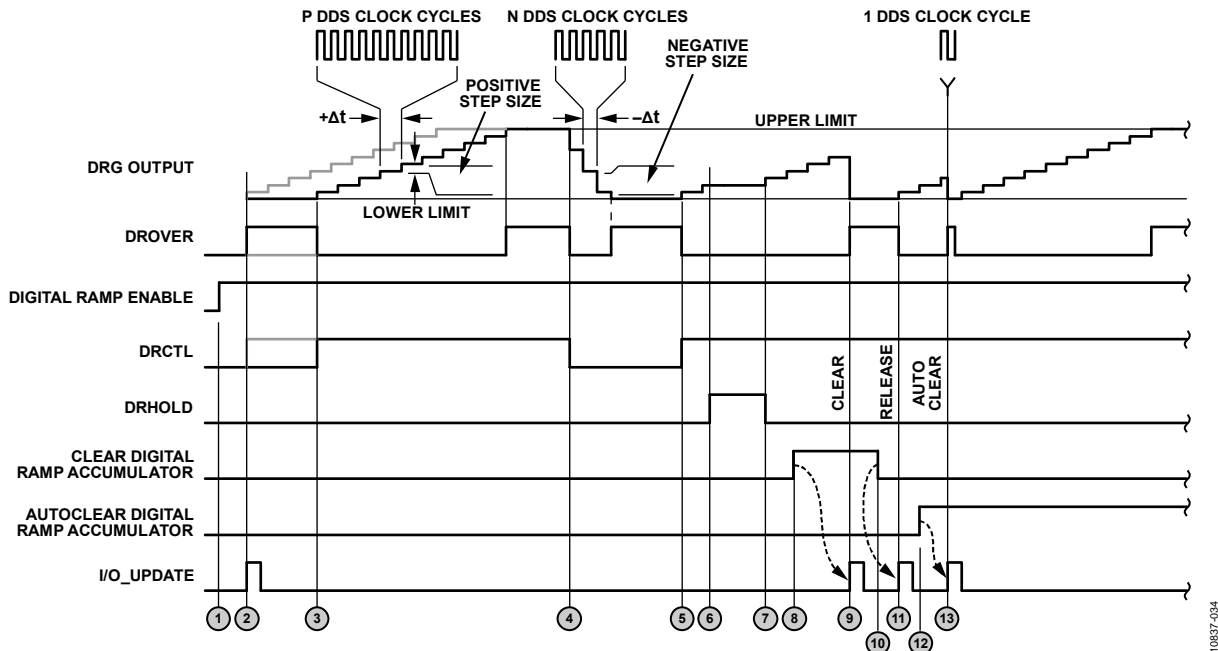 P DDS CLOCK CYCLES
N DDS CLOCK CYCLES
1 DDS CLOCK CYCLE
NEGATIVE
STEP SIZE
POSITIVE
STEP SIZE
+Δt
–Δt
UPPER LIMIT
DRG OUTPUT
LOWER LIMIT
DROVER
DIGITAL RAMP ENABLE
DRCTL
CLEAR
RELEASE
AUTO
CLEAR
DRHOLD
CLEAR DIGITAL
RAMP ACCUMULATOR
AUTOCLEAR DIGITAL
RAMP ACCUMULATOR
I/O_UPDATE
1
2
3
4
5
6
7
8
9
10
11
12
13
10837-034